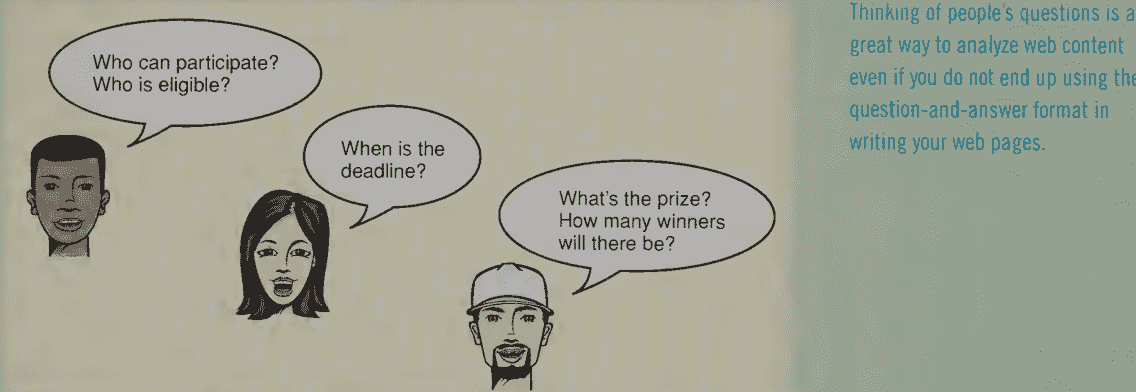 Who can participate?
Who is eligible?
When is the
deadline?
What's the prize?
How many winners
will there be?
Thinking of people's questions is a
great way to analyze web content
even if you do not end up using the
question-and-answer format in
writing your web pages.